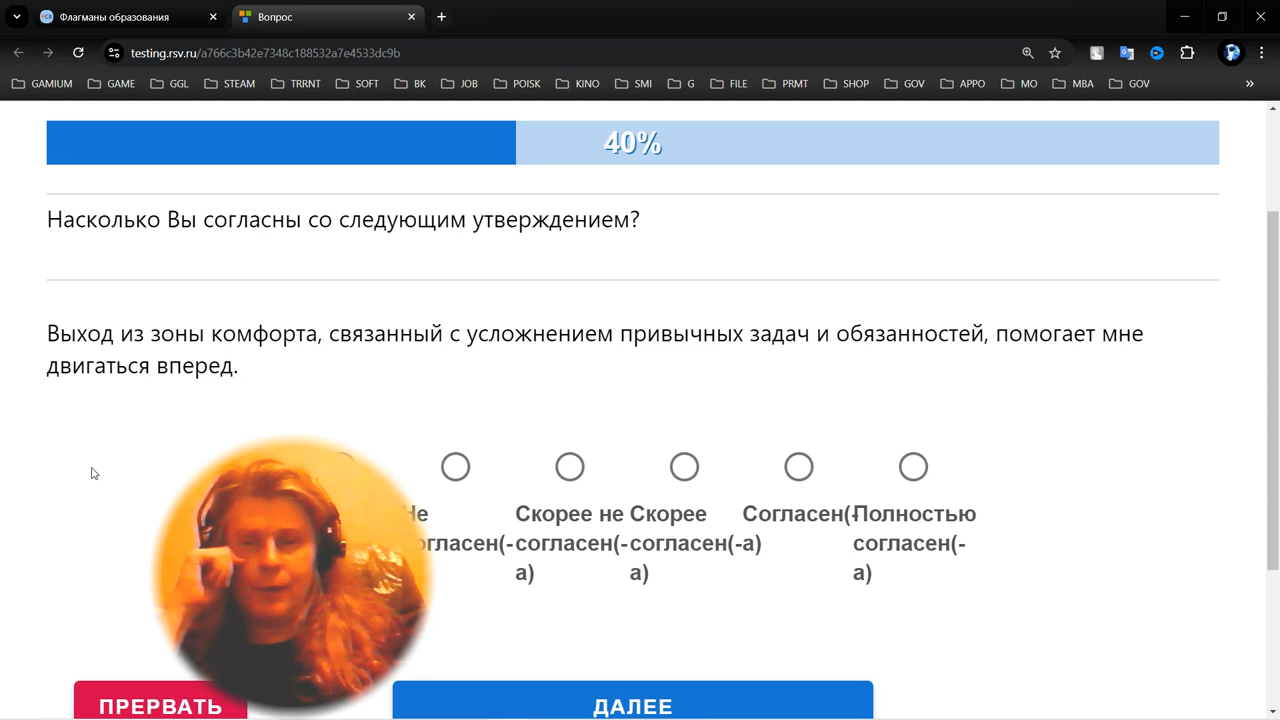 Флагманы образования
Вопрос
testing.rsv.ru/a766c3b42e7348c188532a7e4533dc9b
GAMIUM GAME GGL STEAM TRRNT SOFT BK JOB POISK KINO SMI G FILE PRMT SHOP GOV APPO MO MBA GOV
40%
Насколько Вы согласны со следующим утверждением?
Выход из зоны комфорта, связанный с усложнением привычных задач и обязанностей, помогает мне
двигаться вперед.
Скорее не Скорее Согласен( Полностью
согласен(- согласен(-а) согласен(-
а) а) а)
ПРЕРВАТЬ ДАЛЕЕ